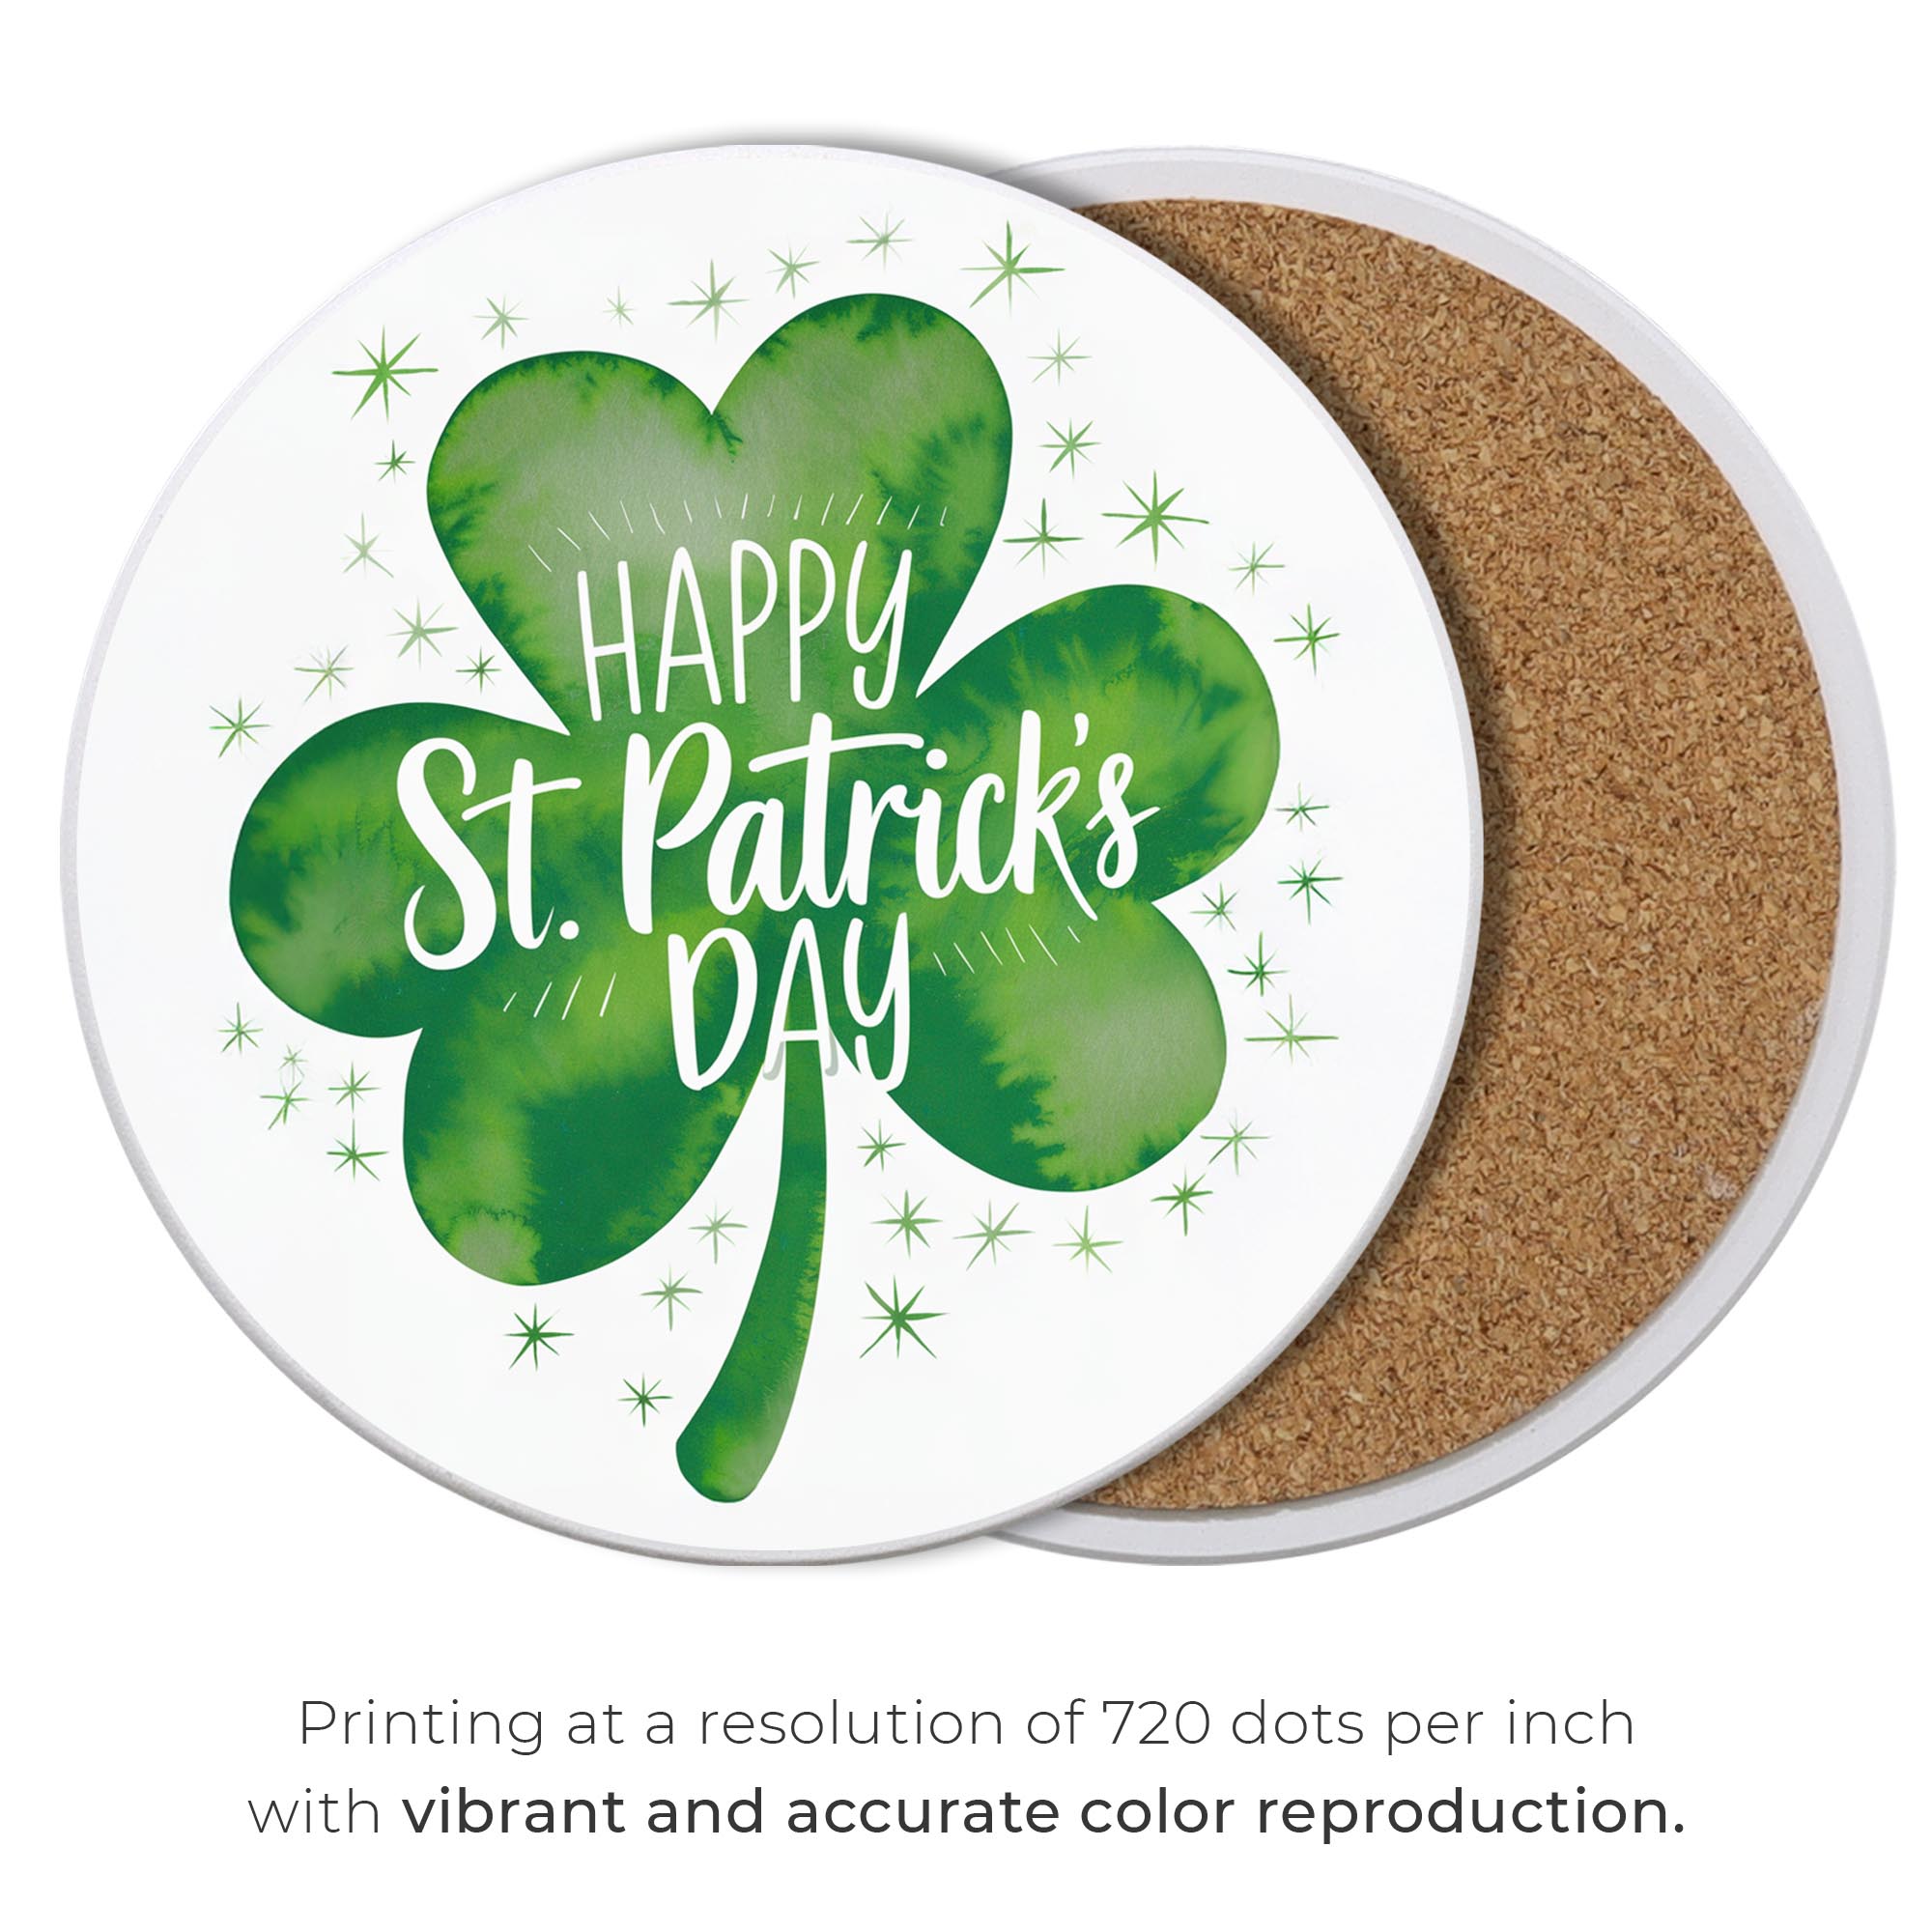 HAPPY
St. Patrick's
DAY
Printing at a resolution of 720 dots per inch
with vibrant and accurate color reproduction.